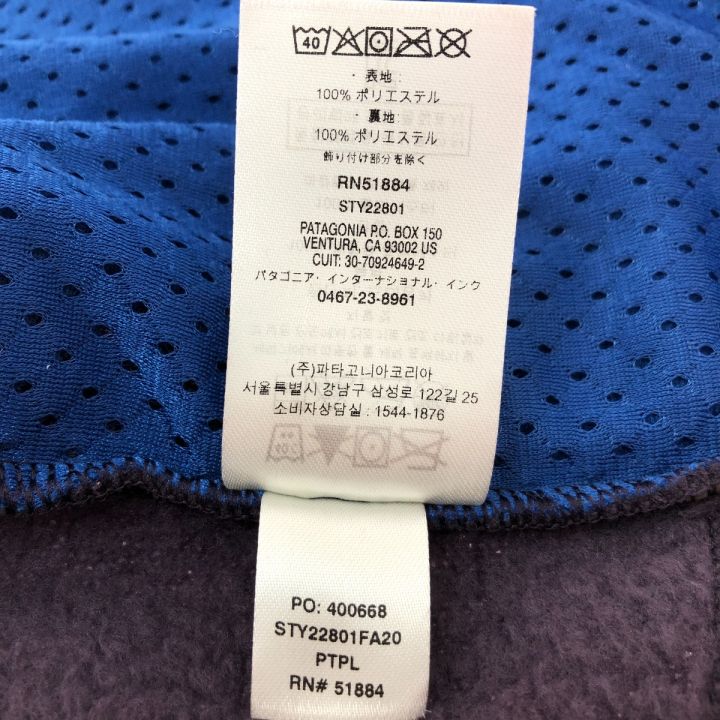 40
・表地:
100% ポリエステル
・裏地:
100% ポリエステル
飾り付け部分を除く
RN51884
STY22801
PATAGONIA P.O. BOX 150
VENTURA, CA 93002 US
CUIT: 30-70924649-2
パタゴニア・インターナショナル・インク
0467-23-8961
(주)파타고니아코리아
서울특별시 강남구 삼성로 122길 25
소비자상담실 : 1544-1876
PO: 400668
STY22801FA20
PTPL
RN# 51884